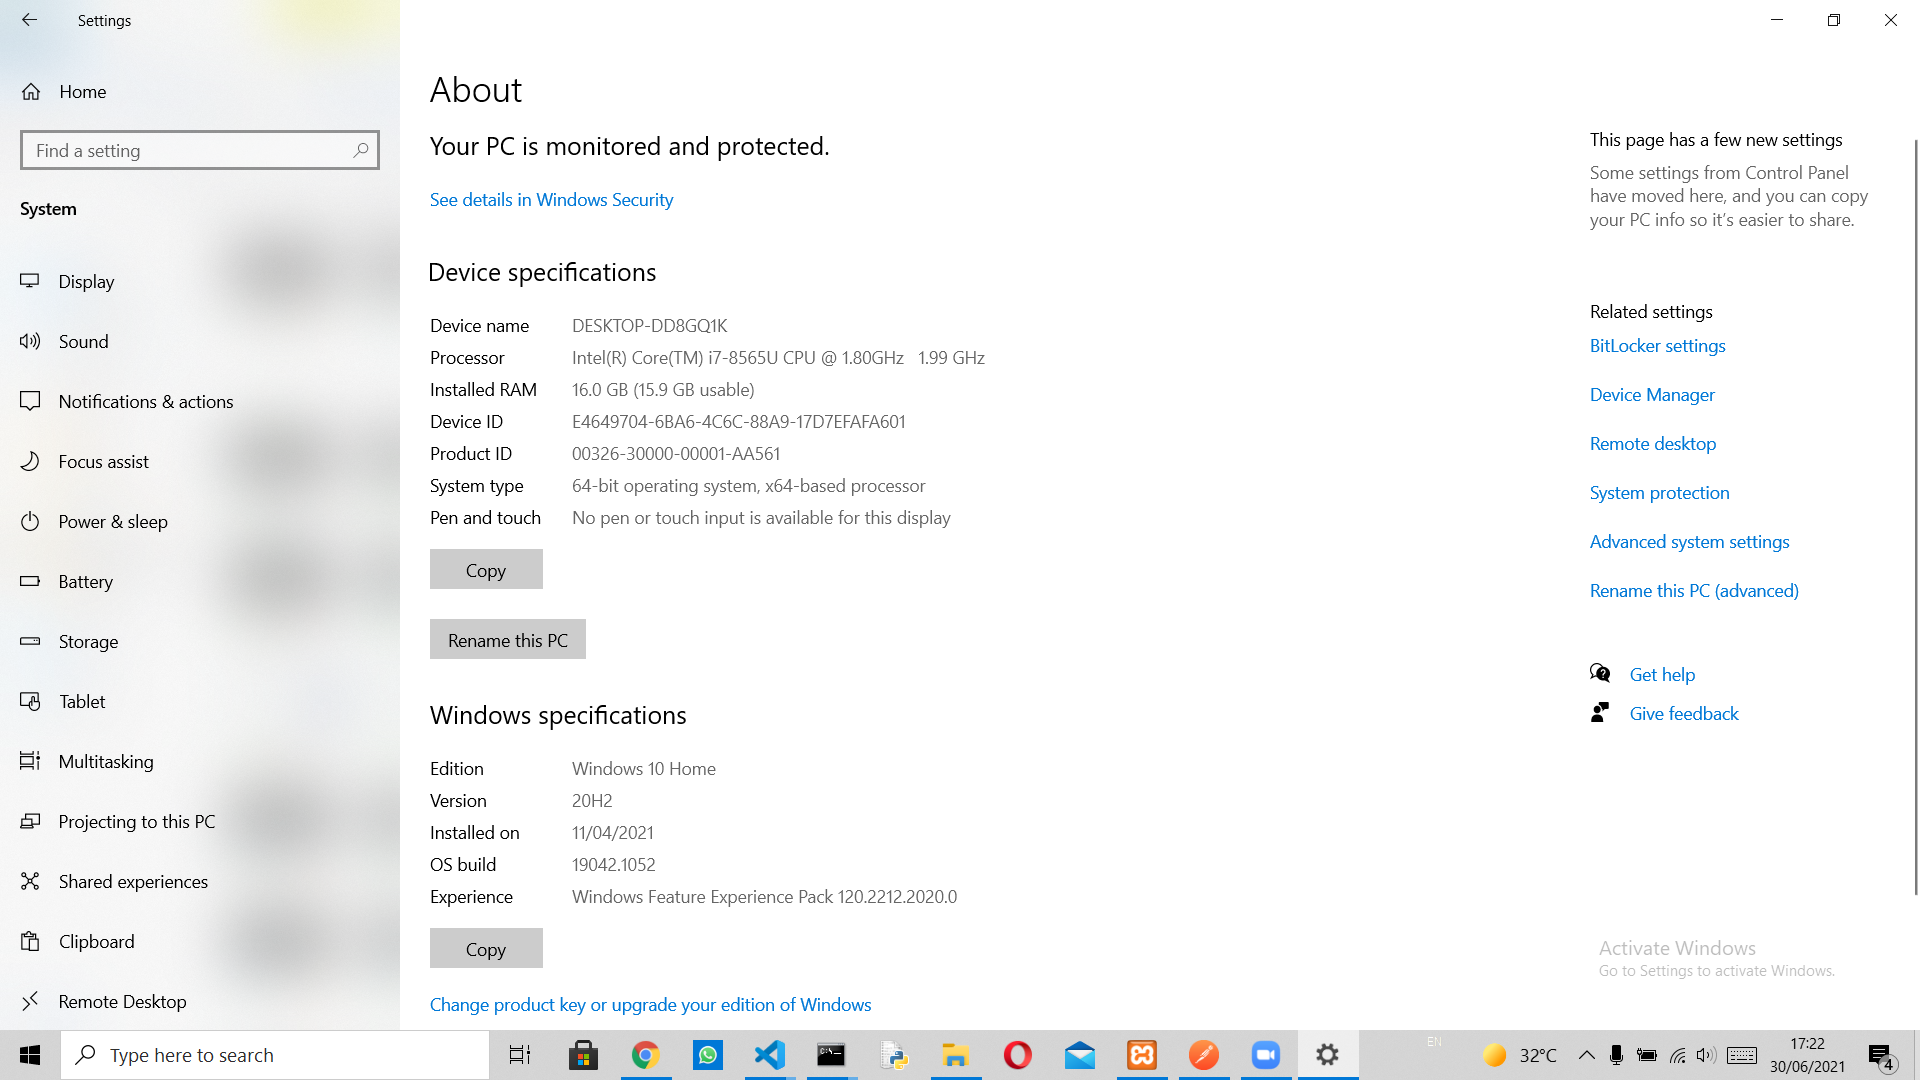 Settings
Home
Find a setting
System
Display
Sound
Notifications & actions
Focus assist
Power & sleep
Battery
Storage
Tablet
Multitasking
Projecting to this PC
Shared experiences
Clipboard
Remote Desktop
About
Your PC is monitored and protected.
See details in Windows Security
Device specifications
Device name DESKTOP-DD8GQ1K
Processor Intel(R) Core(TM) i7-8565U CPU @ 1.80GHz 1.99 GHz
Installed RAM 16.0 GB (15.9 GB usable)
Device ID E4649704-6BA6-4C6C-88A9-17D7EFAFA601
Product ID 00326-30000-00001-AA561
System type 64-bit operating system, x64-based processor
Pen and touch No pen or touch input is available for this display
Copy
Rename this PC
Windows specifications
Edition Windows 10 Home
Version 20H2
Installed on 11/04/2021
OS build 19042.1052
Experience Windows Feature Experience Pack 120.2212.2020.0
Copy
Change product key or upgrade your edition of Windows
This page has a few new settings
Some settings from Control Panel
have moved here, and you can copy
your PC info so it’s easier to share.
Related settings
BitLocker settings
Device Manager
Remote desktop
System protection
Advanced system settings
Rename this PC (advanced)
Get help
Give feedback
Activate Windows
Go to Settings to activate Windows.
Type here to search
EN
32°C
17:22
30/06/2021
4